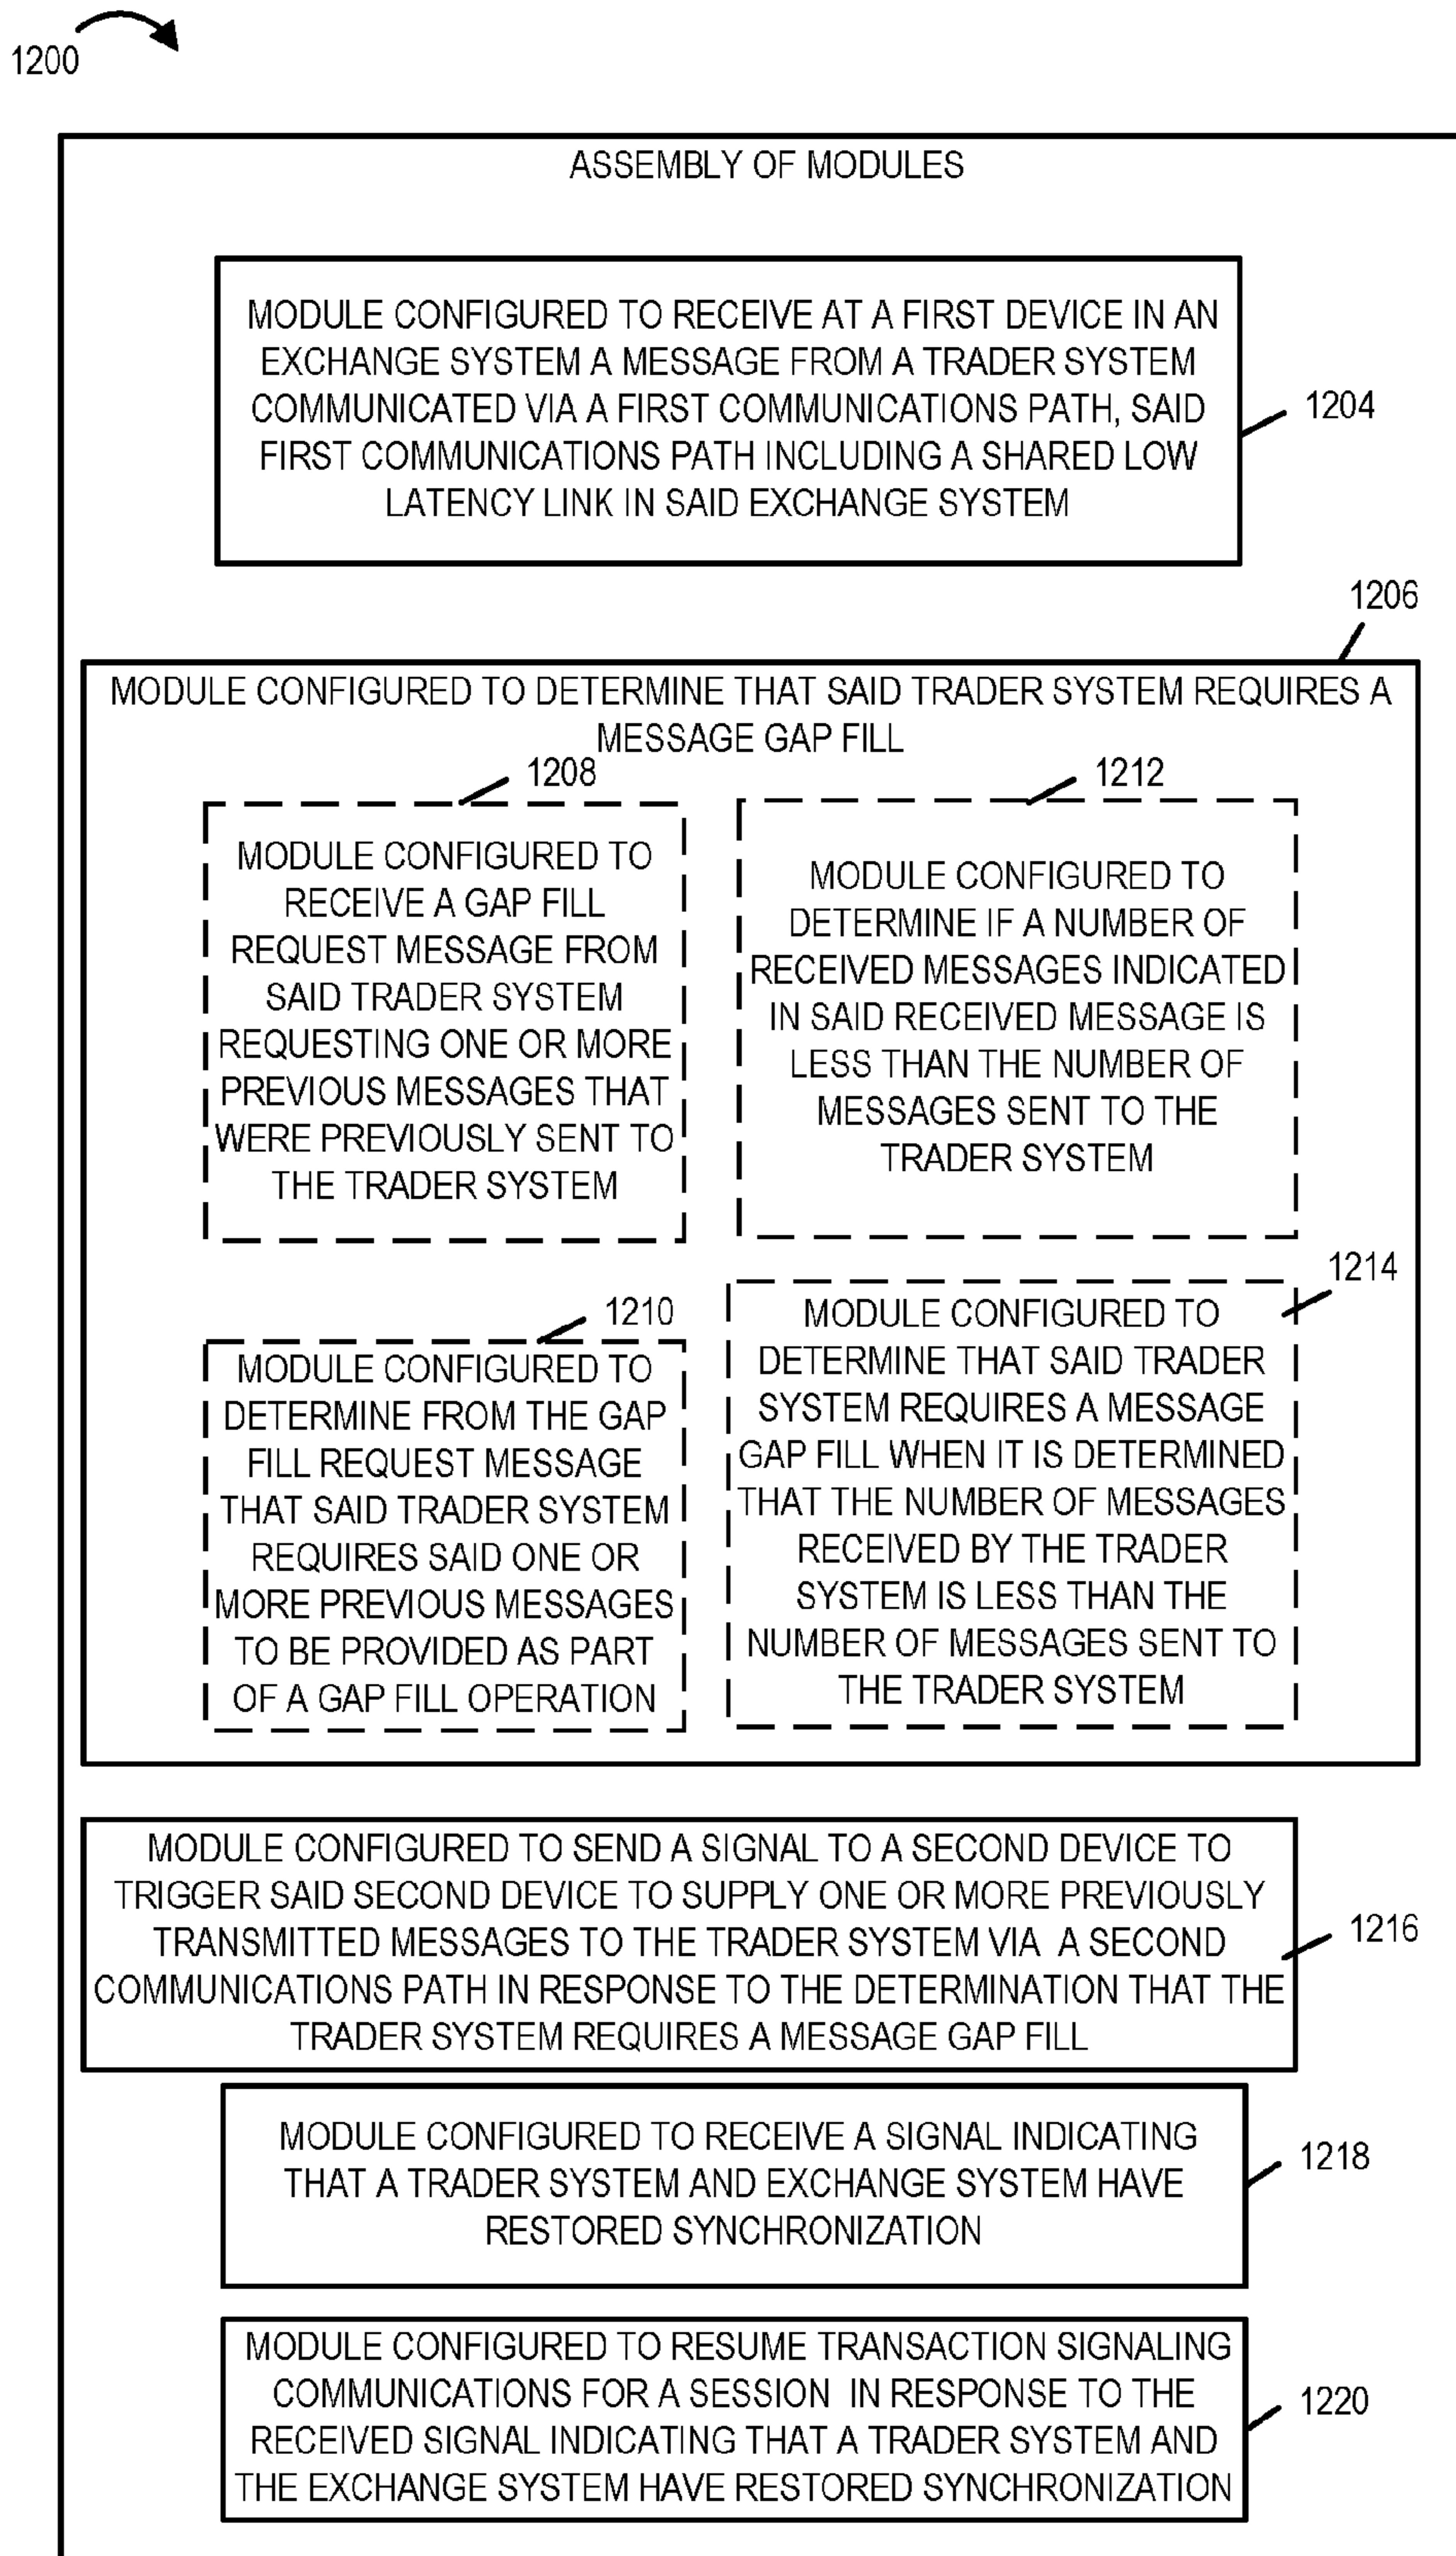 1200
ASSEMBLY OF MODULES
MODULE CONFIGURED TO RECEIVE AT A FIRST DEVICE IN AN
EXCHANGE SYSTEM A MESSAGE FROM A TRADER SYSTEM
COMMUNICATED VIA A FIRST COMMUNICATIONS PATH, SAID
FIRST COMMUNICATIONS PATH INCLUDING A SHARED LOW
LATENCY LINK IN SAID EXCHANGE SYSTEM
1204
1206
MODULE CONFIGURED TO DETERMINE THAT SAID TRADER SYSTEM REQUIRES A
MESSAGE GAP FILL
1208
MODULE CONFIGURED TO
RECEIVE A GAP FILL
REQUEST MESSAGE FROM
SAID TRADER SYSTEM
REQUESTING ONE OR MORE
PREVIOUS MESSAGES THAT
WERE PREVIOUSLY SENT TO
THE TRADER SYSTEM
1212
MODULE CONFIGURED TO
DETERMINE IF A NUMBER OF
RECEIVED MESSAGES INDICATED
IN SAID RECEIVED MESSAGE IS
LESS THAN THE NUMBER OF
MESSAGES SENT TO THE
TRADER SYSTEM
1210
MODULE CONFIGURED TO
DETERMINE FROM THE GAP
FILL REQUEST MESSAGE
THAT SAID TRADER SYSTEM
REQUIRES SAID ONE OR
MORE PREVIOUS MESSAGES
TO BE PROVIDED AS PART
OF A GAP FILL OPERATION
1214
MODULE CONFIGURED TO
DETERMINE THAT SAID TRADER
SYSTEM REQUIRES A MESSAGE
GAP FILL WHEN IT IS DETERMINED
THAT THE NUMBER OF MESSAGES
RECEIVED BY THE TRADER
SYSTEM IS LESS THAN THE
NUMBER OF MESSAGES SENT TO
THE TRADER SYSTEM
MODULE CONFIGURED TO SEND A SIGNAL TO A SECOND DEVICE TO
TRIGGER SAID SECOND DEVICE TO SUPPLY ONE OR MORE PREVIOUSLY
TRANSMITTED MESSAGES TO THE TRADER SYSTEM VIA A SECOND
COMMUNICATIONS PATH IN RESPONSE TO THE DETERMINATION THAT THE
TRADER SYSTEM REQUIRES A MESSAGE GAP FILL
1216
MODULE CONFIGURED TO RECEIVE A SIGNAL INDICATING
THAT A TRADER SYSTEM AND EXCHANGE SYSTEM HAVE
RESTORED SYNCHRONIZATION
1218
MODULE CONFIGURED TO RESUME TRANSACTION SIGNALING
COMMUNICATIONS FOR A SESSION IN RESPONSE TO THE
RECEIVED SIGNAL INDICATING THAT A TRADER SYSTEM AND
THE EXCHANGE SYSTEM HAVE RESTORED SYNCHRONIZATION
1220